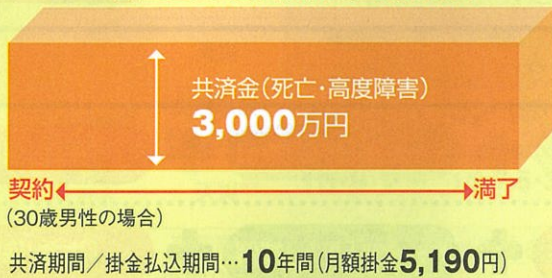 共済金(死亡・高度障害)
3,000万円
契約
満了
(30歳男性の場合)
共済期間／掛金払込期間…10年間(月額掛金5,190円)